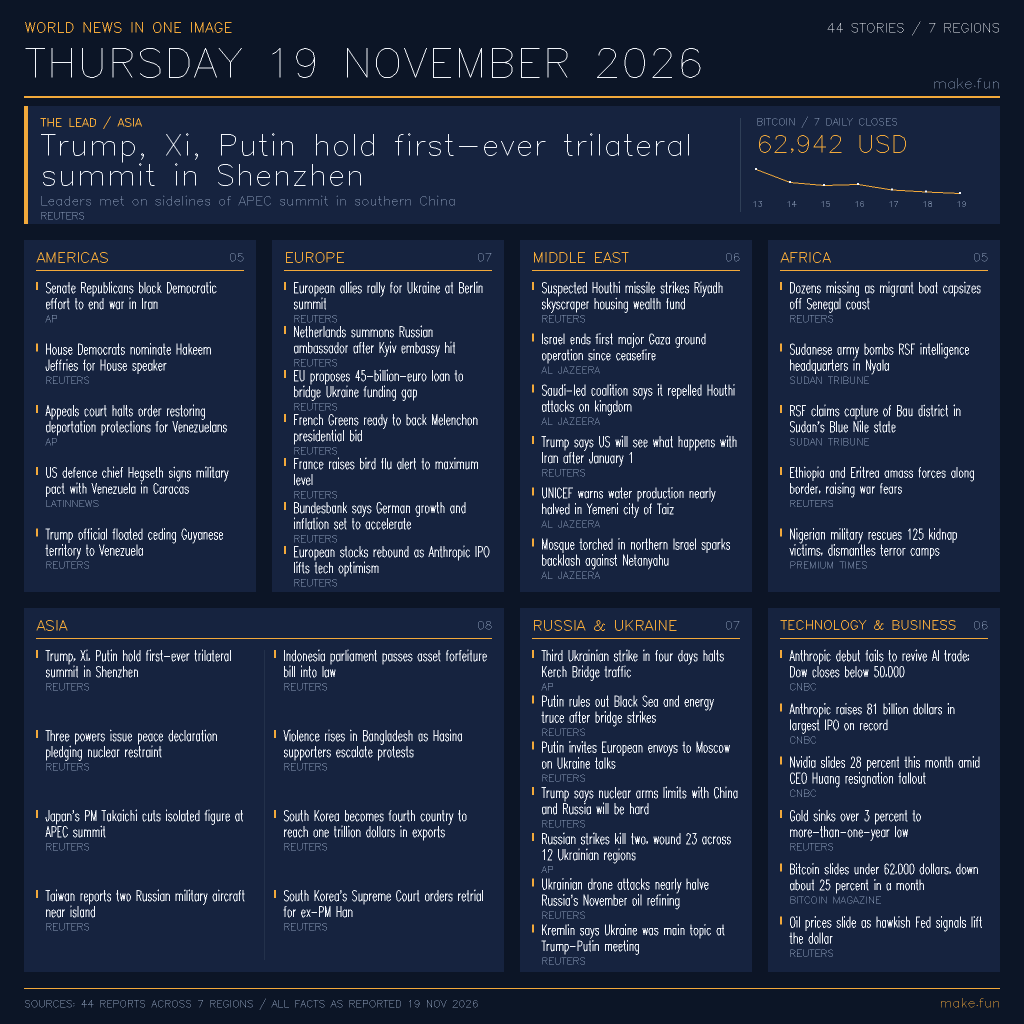 WORLD NEWS IN ONE IMAGE
44 STORIES / 7 REGIONS
THURSDAY 19 NOVEMBER 2026
make.fun
THE LEAD / ASIA
Trump, Xi, Putin hold first-ever trilateral
summit in Shenzhen
Leaders met on sidelines of APEC summit in southern China
REUTERS
BITCOIN / 7 DAILY CLOSES
62,942 USD
13 14 15 16 17 18 19
AMERICAS 05
Senate Republicans block Democratic
effort to end war in Iran
AP
House Democrats nominate Hakeem
Jeffries for House speaker
REUTERS
Appeals court halts order restoring
deportation protections for Venezuelans
AP
US defence chief Hegseth signs military
pact with Venezuela in Caracas
LATINNEWS
Trump official floated ceding Guyanese
territory to Venezuela
REUTERS
EUROPE 07
European allies rally for Ukraine at Berlin
summit
REUTERS
Netherlands summons Russian
ambassador after Kyiv embassy hit
REUTERS
EU proposes 45-billion-euro loan to
bridge Ukraine funding gap
REUTERS
French Greens ready to back Melenchon
presidential bid
REUTERS
France raises bird flu alert to maximum
level
REUTERS
Bundesbank says German growth and
inflation set to accelerate
REUTERS
European stocks rebound as Anthropic IPO
lifts tech optimism
REUTERS
MIDDLE EAST 06
Suspected Houthi missile strikes Riyadh
skyscraper housing wealth fund
REUTERS
Israel ends first major Gaza ground
operation since ceasefire
AL JAZEERA
Saudi-led coalition says it repelled Houthi
attacks on kingdom
AL JAZEERA
Trump says US will see what happens with
Iran after January 1
REUTERS
UNICEF warns water production nearly
halved in Yemeni city of Taiz
AL JAZEERA
Mosque torched in northern Israel sparks
backlash against Netanyahu
AL JAZEERA
AFRICA 05
Dozens missing as migrant boat capsizes
off Senegal coast
REUTERS
Sudanese army bombs RSF intelligence
headquarters in Nyala
SUDAN TRIBUNE
RSF claims capture of Bau district in
Sudan's Blue Nile state
SUDAN TRIBUNE
Ethiopia and Eritrea amass forces along
border, raising war fears
REUTERS
Nigerian military rescues 125 kidnap
victims, dismantles terror camps
PREMIUM TIMES
ASIA 08
Trump, Xi, Putin hold first-ever trilateral
summit in Shenzhen
REUTERS
Three powers issue peace declaration
pledging nuclear restraint
REUTERS
Japan's PM Takaichi cuts isolated figure at
APEC summit
REUTERS
Taiwan reports two Russian military aircraft
near island
REUTERS
Indonesia parliament passes asset forfeiture
bill into law
REUTERS
Violence rises in Bangladesh as Hasina
supporters escalate protests
REUTERS
South Korea becomes fourth country to
reach one trillion dollars in exports
REUTERS
South Korea's Supreme Court orders retrial
for ex-PM Han
REUTERS
RUSSIA & UKRAINE 07
Third Ukrainian strike in four days halts
Kerch Bridge traffic
AP
Putin rules out Black Sea and energy
truce after bridge strikes
REUTERS
Putin invites European envoys to Moscow
on Ukraine talks
REUTERS
Trump says nuclear arms limits with China
and Russia will be hard
REUTERS
Russian strikes kill two, wound 23 across
12 Ukrainian regions
AP
Ukrainian drone attacks nearly halve
Russia's November oil refining
REUTERS
Kremlin says Ukraine was main topic at
Trump-Putin meeting
REUTERS
TECHNOLOGY & BUSINESS 06
Anthropic debut fails to revive AI trade;
Dow closes below 50,000
CNBC
Anthropic raises 81 billion dollars in
largest IPO on record
CNBC
Nvidia slides 28 percent this month amid
CEO Huang resignation fallout
CNBC
Gold sinks over 3 percent to
more-than-one-year low
REUTERS
Bitcoin slides under 62,000 dollars, down
about 25 percent in a month
BITCOIN MAGAZINE
Oil prices slide as hawkish Fed signals lift
the dollar
REUTERS
SOURCES: 44 REPORTS ACROSS 7 REGIONS / ALL FACTS AS REPORTED 19 NOV 2026
make.fun